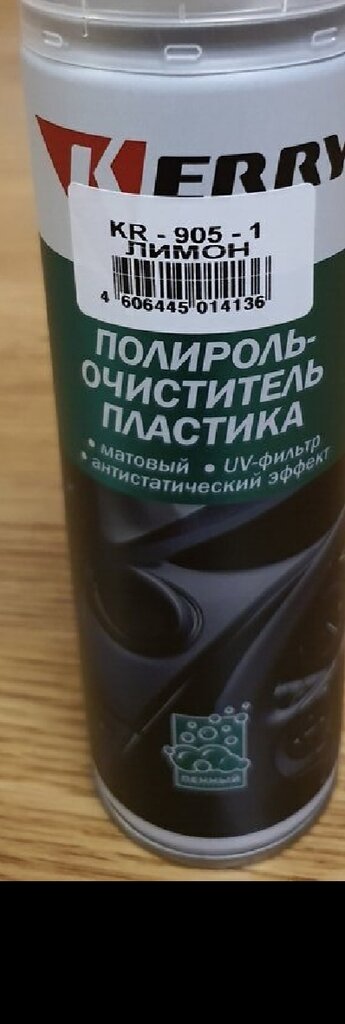 KERRY
KR - 905 - 1
ЛИМОН
4 606445 014136
ПОЛИРОЛЬ-
ОЧИСТИТЕЛЬ
ПЛАСТИКА
• матовый • UV-фильтр
• антистатический эффект
ПЕННЫЙ